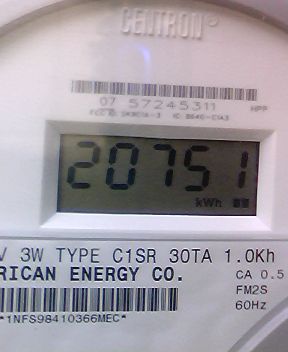 CENTRON®
07 57245311 HPP
20751
kWh
V 3W TYPE C1SR 30TA 1.0Kh
RICAN ENERGY CO. CA 0.5
FM2S
60Hz
*1NFS98410366MEC*